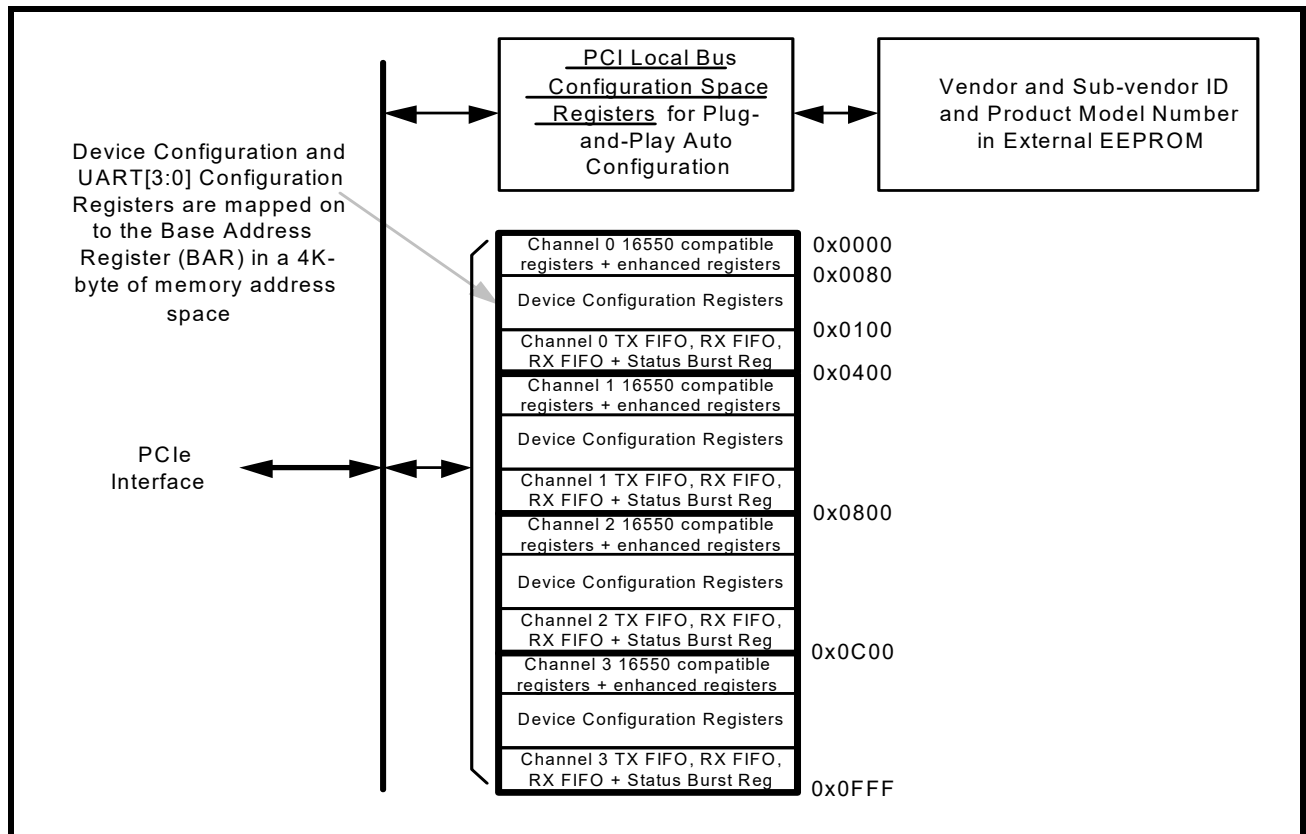 PCI Local Bus
Configuration Space
Registers for Plug-
and-Play Auto
Configuration
Vendor and Sub-vendor ID
and Product Model Number
in External EEPROM
Device Configuration and
UART[3:0] Configuration
Registers are mapped on
to the Base Address
Register (BAR) in a 4K-
byte of memory address
space
PCIe
Interface
Channel 0 16550 compatible
registers + enhanced registers
0x0000
0x0080
Device Configuration Registers
0x0100
Channel 0 TX FIFO, RX FIFO,
RX FIFO + Status Burst Reg
0x0400
Channel 1 16550 compatible
registers + enhanced registers
Device Configuration Registers
Channel 1 TX FIFO, RX FIFO,
RX FIFO + Status Burst Reg
0x0800
Channel 2 16550 compatible
registers + enhanced registers
Device Configuration Registers
Channel 2 TX FIFO, RX FIFO,
RX FIFO + Status Burst Reg
0x0C00
Channel 3 16550 compatible
registers + enhanced registers
Device Configuration Registers
Channel 3 TX FIFO, RX FIFO,
RX FIFO + Status Burst Reg
0x0FFF